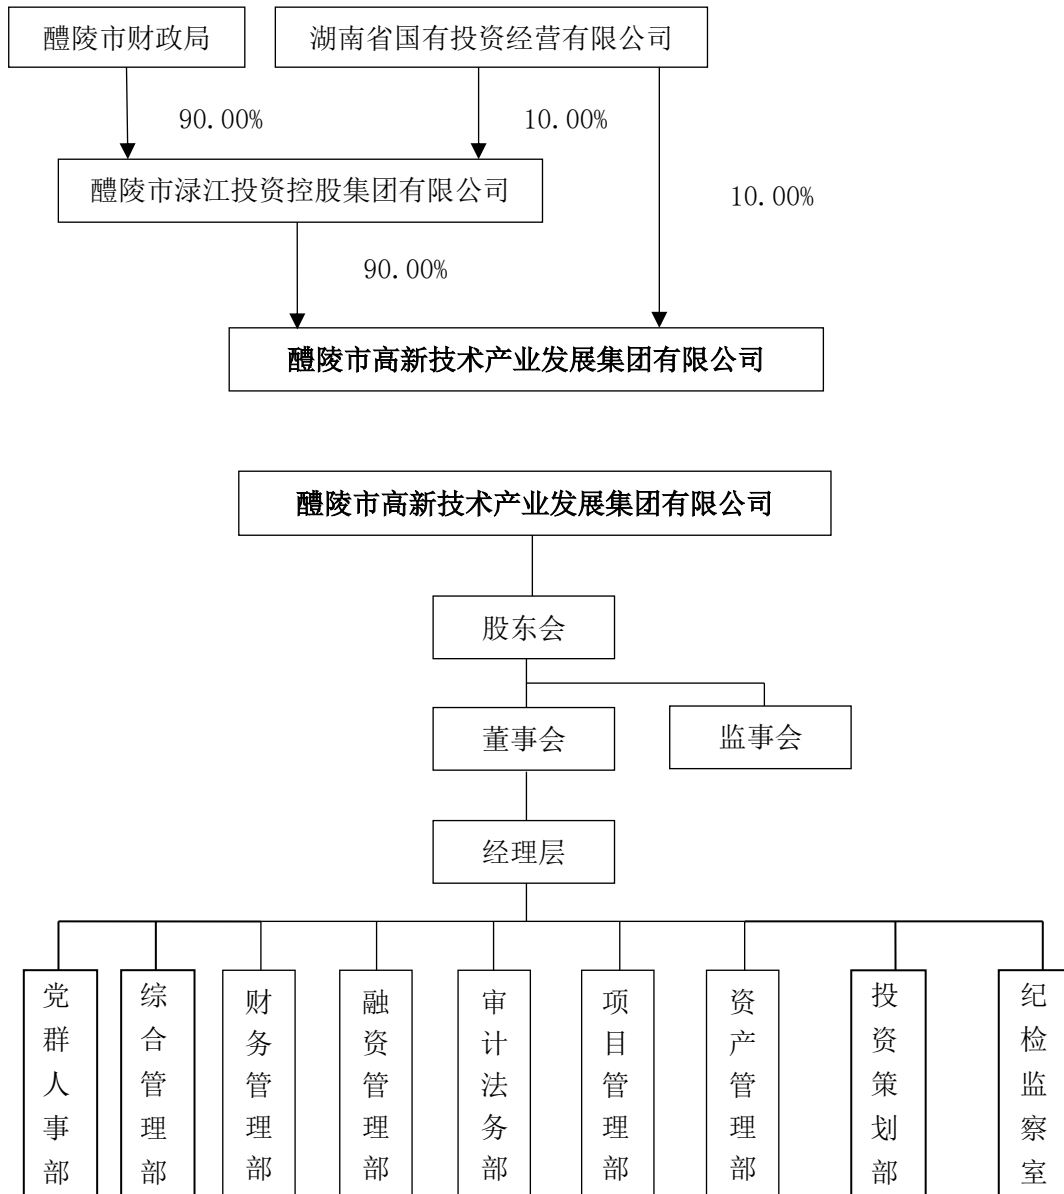 醴陵市财政局
湖南省国有投资经营有限公司
90.00%
10.00%
醴陵市渌江投资控股集团有限公司
10.00%
90.00%
醴陵市高新技术产业发展集团有限公司
醴陵市高新技术产业发展集团有限公司
股东会
董事会
监事会
经理层
党群人事部
综合管理部
财务管理部
融资管理部
审计法务部
项目管理部
资产管理部
投资策划部
纪检监察室